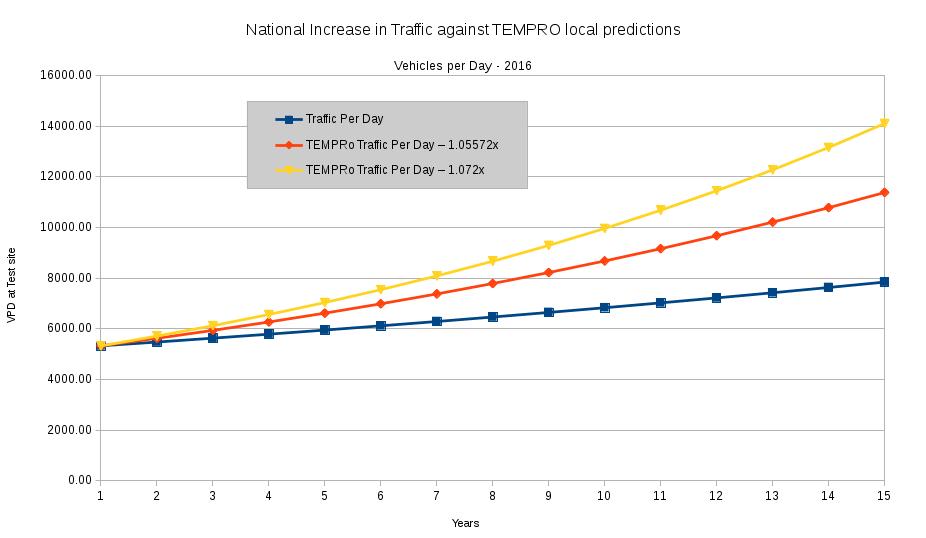 National Increase in Traffic against TEMPRO local predictions
Vehicles per Day - 2016
16000.00
14000.00
12000.00
10000.00
8000.00
6000.00
4000.00
2000.00
0.00
Traffic Per Day
TEMPRo Traffic Per Day – 1.05572x
TEMPRo Traffic Per Day – 1.072x
VPD at Test site
1 2 3 4 5 6 7 8 9 10 11 12 13 14 15
Years